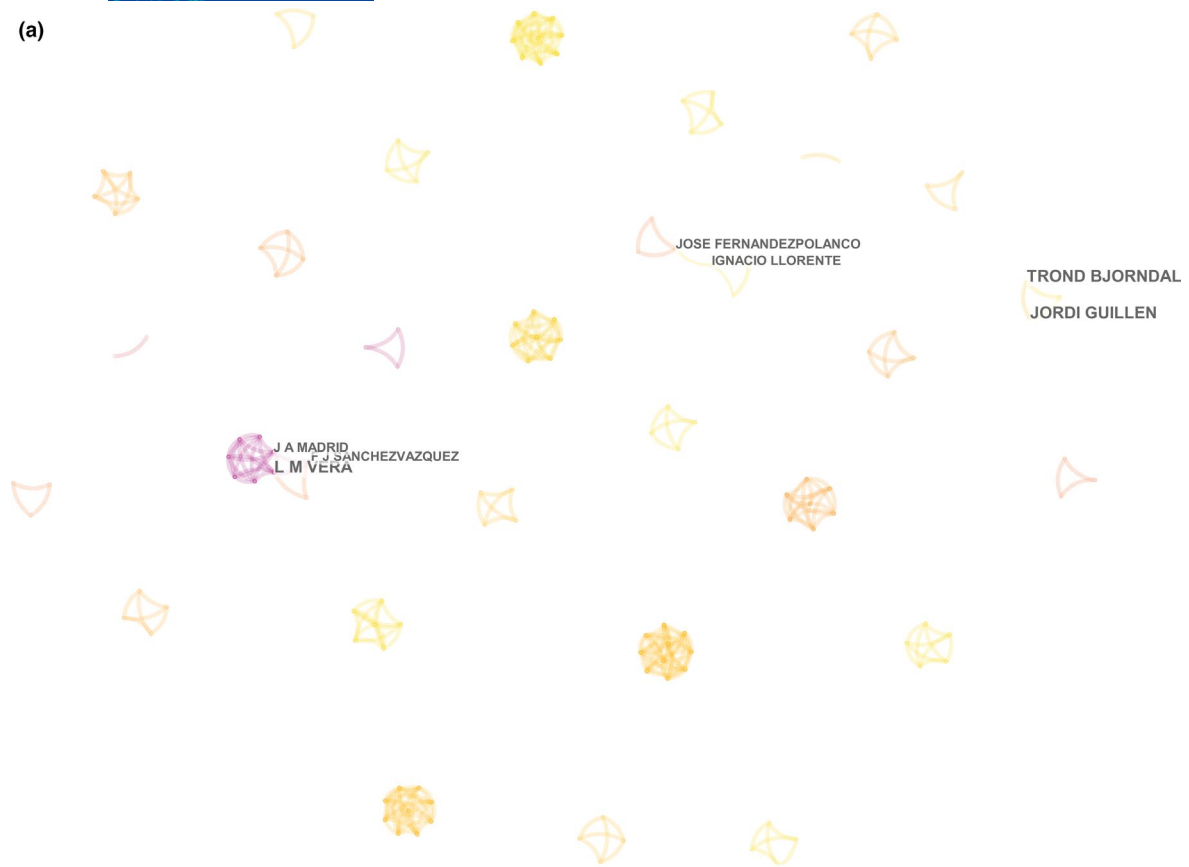 (a)
JOSE FERNANDEZPOLANCO
IGNACIO LLORENTE
TROND BJORNDAL
JORDI GUILLEN
J A MADRID
F J SANCHEZVAZQUEZ
L M VERA